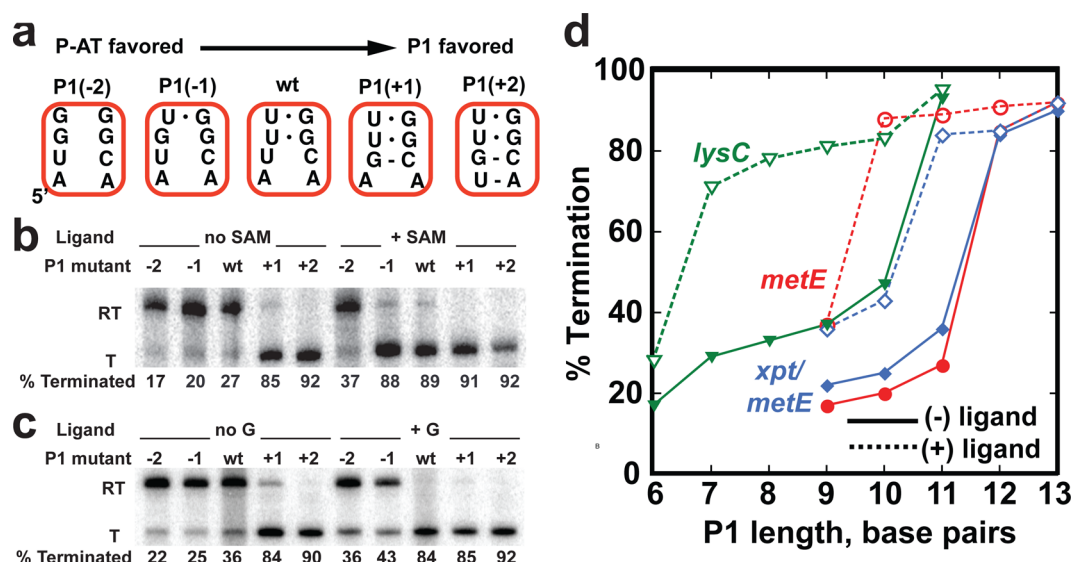 a
P-AT favored P1 favored
P1(-2) P1(-1) wt P1(+1) P1(+2)
G G U · G U · G U · G U · G
G G G G U · G U · G U · G
U C U C U C G - C G - C
A A A A A A A A U - A
5'
b
Ligand no SAM + SAM
P1 mutant -2 -1 wt +1 +2 -2 -1 wt +1 +2
RT
T
% Terminated 17 20 27 85 92 37 88 89 91 92
c
Ligand no G + G
P1 mutant -2 -1 wt +1 +2 -2 -1 wt +1 +2
RT
T
% Terminated 22 25 36 84 90 36 43 84 85 92
d
% Termination
100
80
60
40
20
0
lysC
metE
xpt/
metE
(-) ligand
(+) ligand
B
6 7 8 9 10 11 12 13
P1 length, base pairs